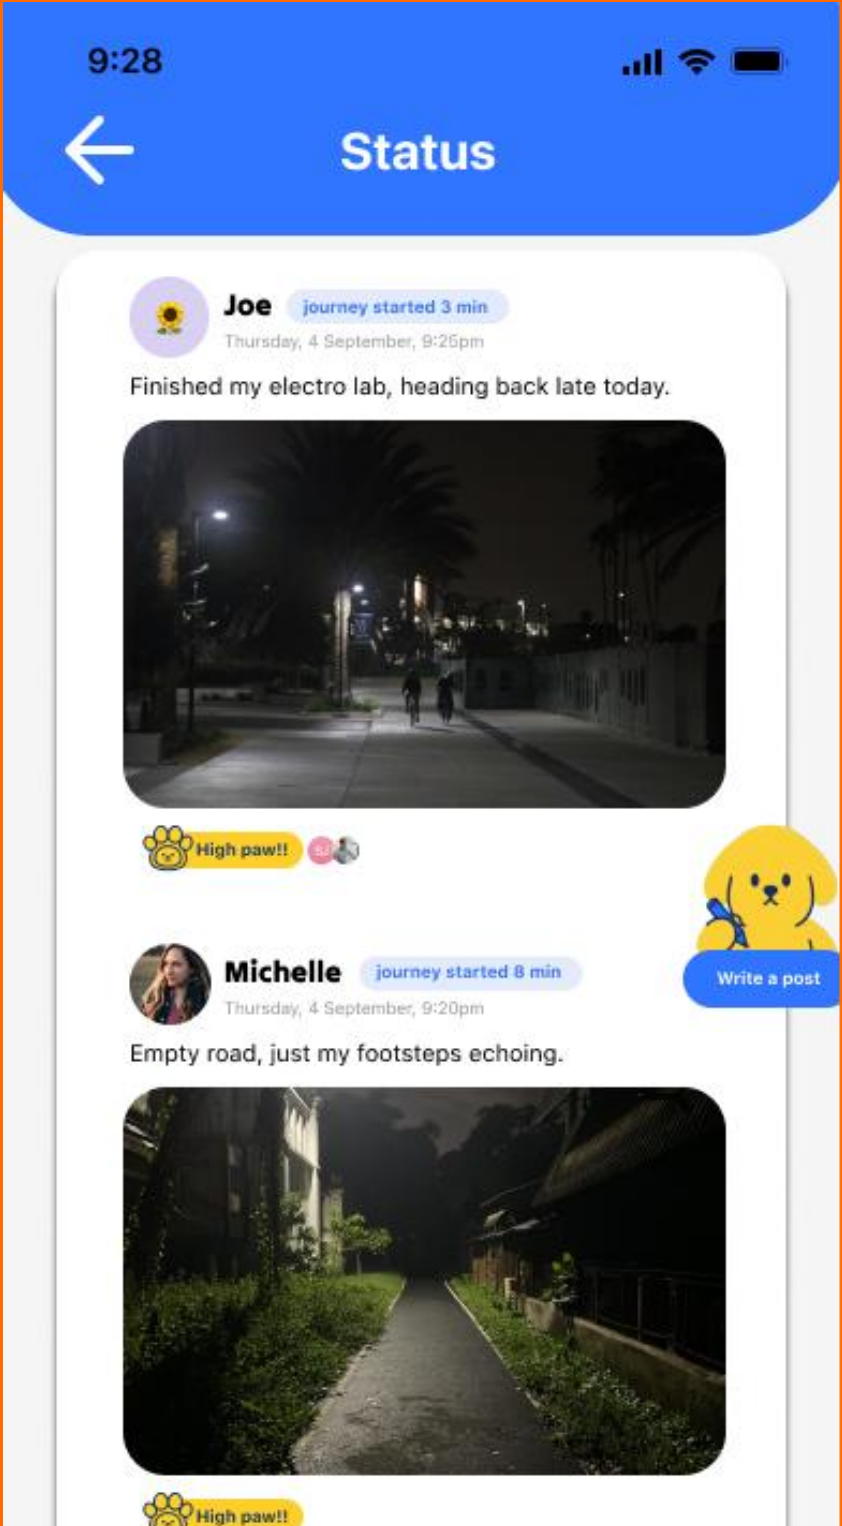 9:28
Status
Joe journey started 3 min
Thursday, 4 September, 9:25pm
Finished my electro lab, heading back late today.
High paw!! SJ
Michelle journey started 8 min
Thursday, 4 September, 9:20pm
Write a post
Empty road, just my footsteps echoing.
High paw!!